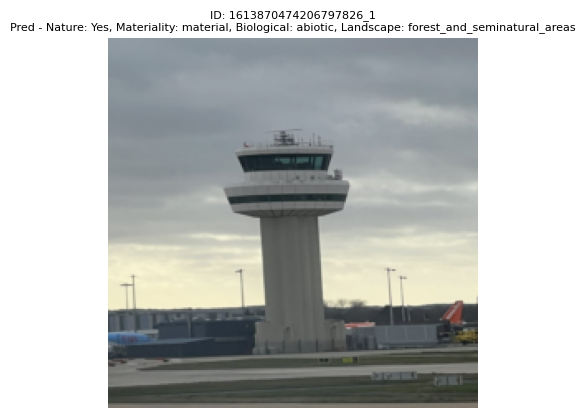 ID: 1613870474206797826_1
Pred - Nature: Yes, Materiality: material, Biological: abiotic, Landscape: forest_and_seminatural_areas